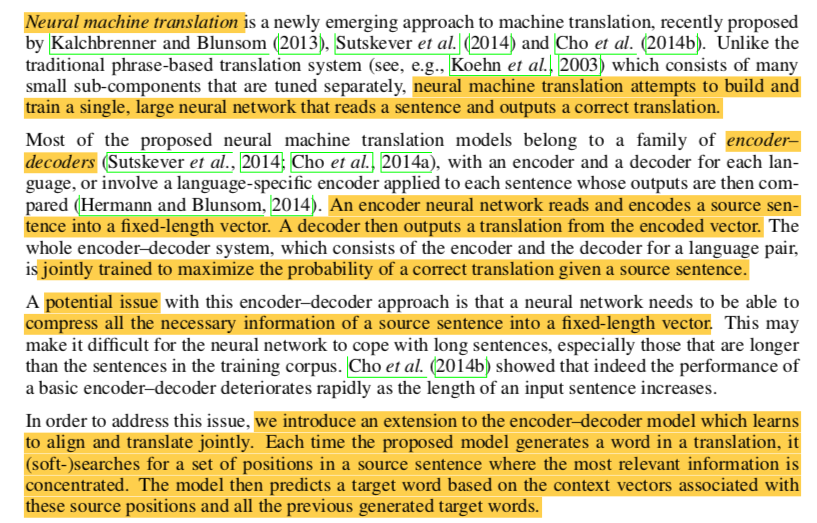 Neural machine translation is a newly emerging approach to machine translation, recently proposed
by Kalchbrenner and Blunsom (2013), Sutskever et al. (2014) and Cho et al. (2014b). Unlike the
traditional phrase-based translation system (see, e.g., Koehn et al., 2003) which consists of many
small sub-components that are tuned separately, neural machine translation attempts to build and
train a single, large neural network that reads a sentence and outputs a correct translation.
Most of the proposed neural machine translation models belong to a family of encoder–
decoders (Sutskever et al., 2014; Cho et al., 2014a), with an encoder and a decoder for each lan-
guage, or involve a language-specific encoder applied to each sentence whose outputs are then com-
pared (Hermann and Blunsom, 2014). An encoder neural network reads and encodes a source sen-
tence into a fixed-length vector. A decoder then outputs a translation from the encoded vector. The
whole encoder–decoder system, which consists of the encoder and the decoder for a language pair,
is jointly trained to maximize the probability of a correct translation given a source sentence.
A potential issue with this encoder–decoder approach is that a neural network needs to be able to
compress all the necessary information of a source sentence into a fixed-length vector. This may
make it difficult for the neural network to cope with long sentences, especially those that are longer
than the sentences in the training corpus. Cho et al. (2014b) showed that indeed the performance of
a basic encoder–decoder deteriorates rapidly as the length of an input sentence increases.
In order to address this issue, we introduce an extension to the encoder–decoder model which learns
to align and translate jointly. Each time the proposed model generates a word in a translation, it
(soft-)searches for a set of positions in a source sentence where the most relevant information is
concentrated. The model then predicts a target word based on the context vectors associated with
these source positions and all the previous generated target words.